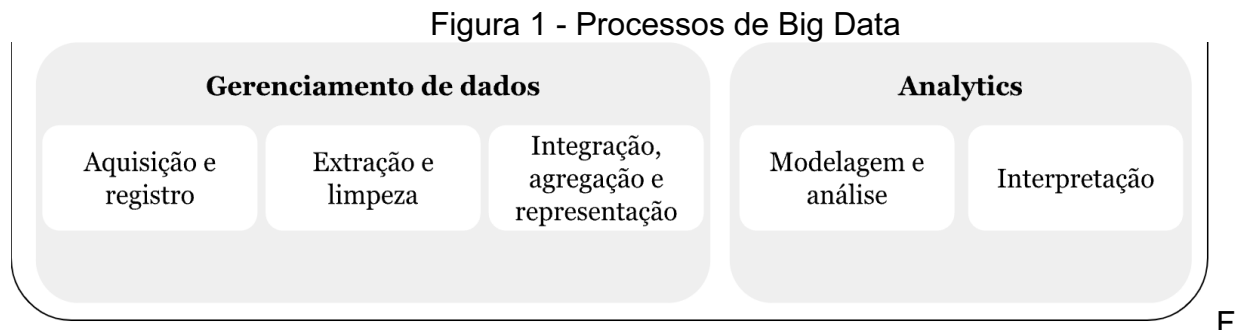 Figura 1 - Processos de Big Data
Gerenciamento de dados
Aquisição e
registro
Extração e
limpeza
Integração,
agregação e
representação
Analytics
Modelagem e
análise
Interpretação